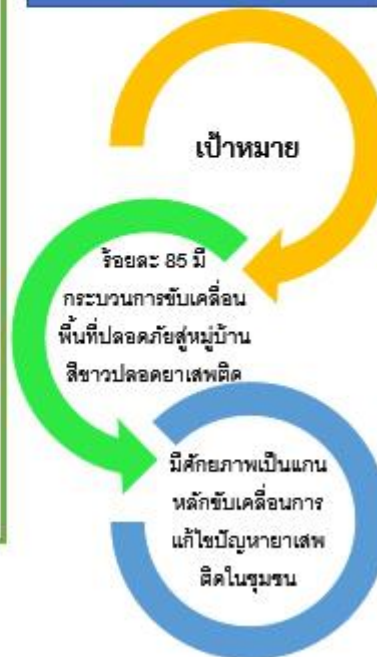 เป้าหมาย
ร้อยละ 85 มี
กระบวนการขับเคลื่อน
พื้นที่ปลอดภัยสู่หมู่บ้าน
สีขาวปลอดยาเสพติด
มีศักยภาพเป็นแกน
หลักขับเคลื่อนการ
แก้ไขปัญหายาเสพ
ติดในชุมชน